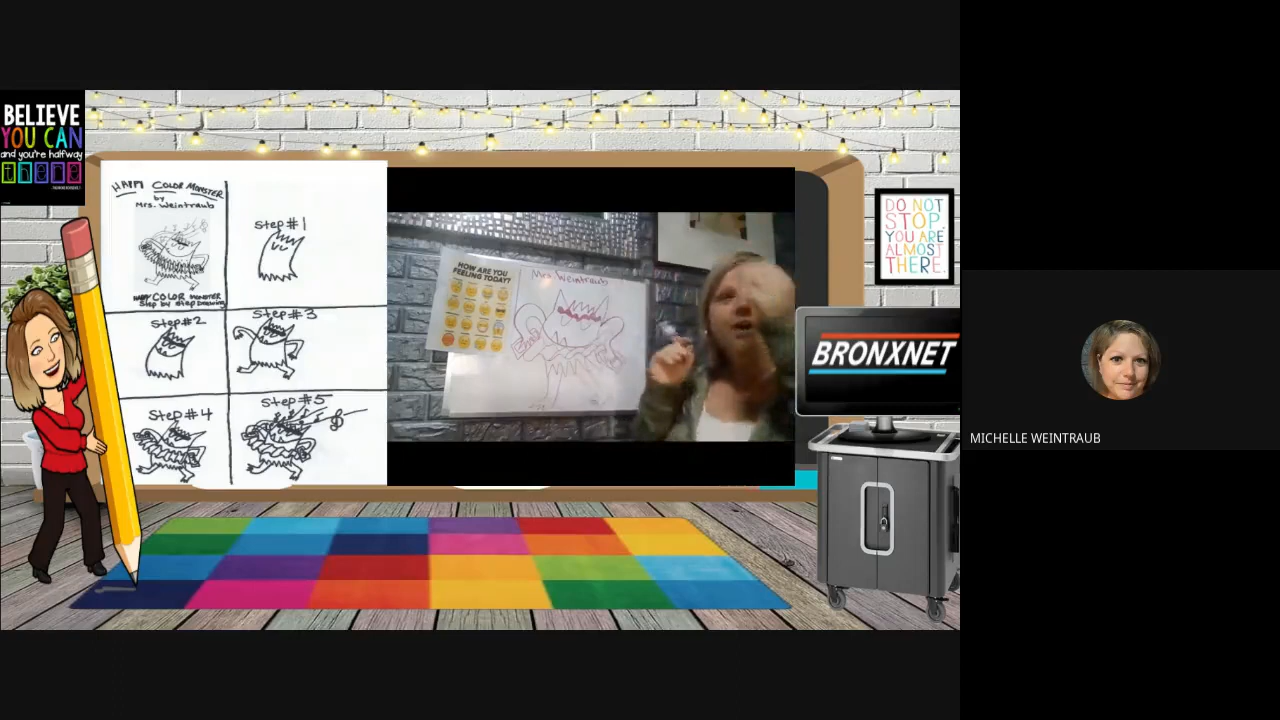 BELIEVE
YOU CAN
and you're halfway
there
HAPPY COLOR MONSTER
by
Mrs. Weintraub
HAPPY COLOR MONSTER
Step by Step Drawing
Step #1
Step #2
Step #3
Step #4
Step #5
HOW ARE YOU
FEELING TODAY?
Mrs. Weintraub
DO NOT
STOP.
YOU ARE
ALMOST
THERE.
BRONXNET
MICHELLE WEINTRAUB